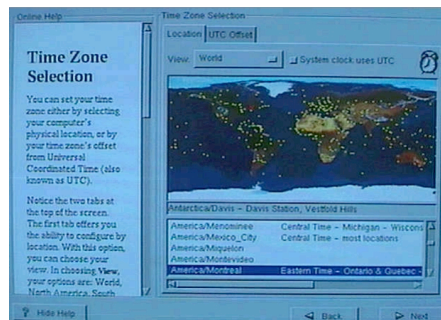 Online Help
Time Zone
Selection
You can set your time
zone either by selecting
your computer's
physical location, or by
your time zone's offset
from Universal
Coordinated Time (also
known as UTC).
Notice the two tabs at
the top of the screen.
The first tab offers you
the ability to configure by
location. With this option,
you can choose your
view. In choosing View,
your options are: World,
North America, South
Hide Help
Time Zone Selection
Location UTC Offset
View: World System clock uses UTC
Antarctica/Davis - Davis Station, Vestfold Hills
America/Menominee Central Time - Michigan - Wiscons
America/Mexico_City Central Time - most locations
America/Miquelon
America/Montevideo
America/Montreal Eastern Time - Ontario & Quebec -
Back Next